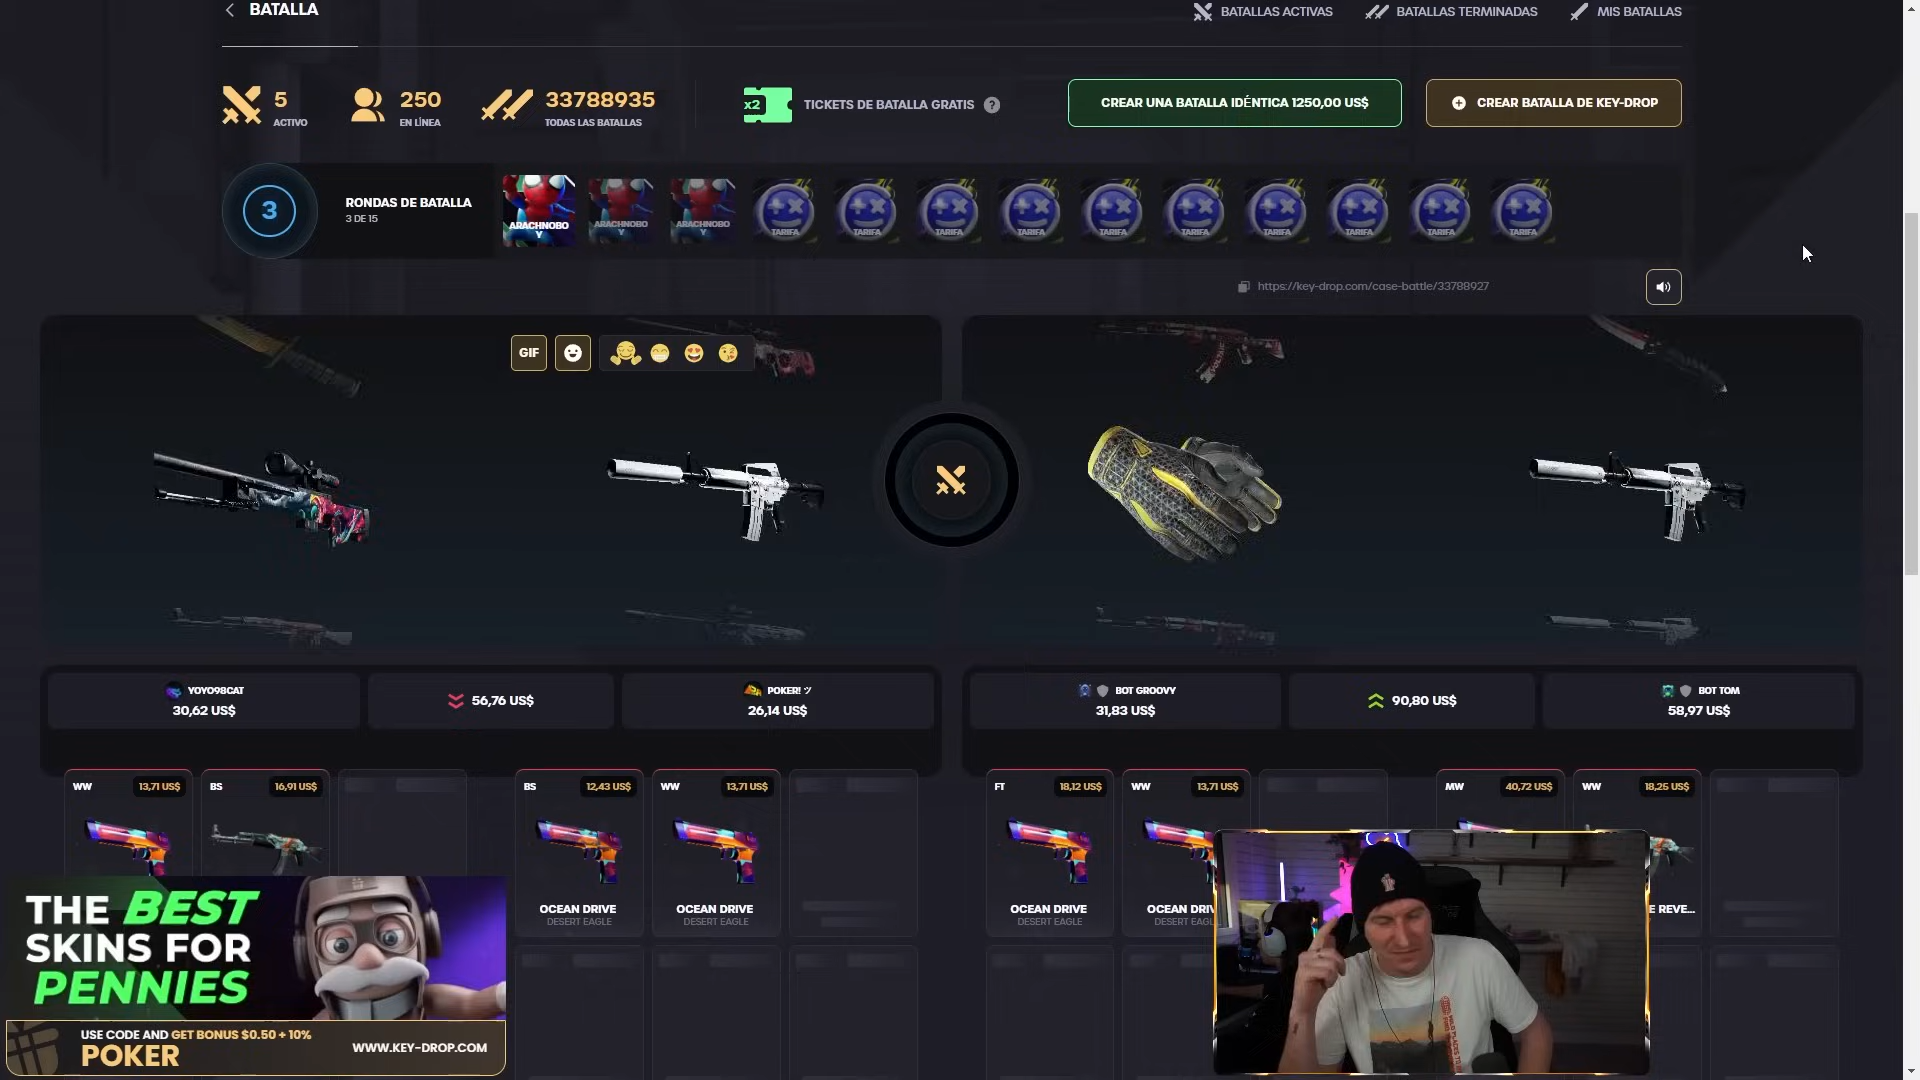 BATALLA
BATALLAS ACTIVAS
BATALLAS TERMINADAS
MIS BATALLAS
5
ACTIVO
250
EN LÍNEA
33788935
TODAS LAS BATALLAS
x2
TICKETS DE BATALLA GRATIS ?
CREAR UNA BATALLA IDÉNTICA 1250,00 US$
CREAR BATALLA DE KEY-DROP
3
RONDAS DE BATALLA
3 DE 15
ARACHNOBO
Y
ARACHNOBO
Y
ARACHNOBO
Y
TARIFA
TARIFA
TARIFA
TARIFA
TARIFA
TARIFA
TARIFA
TARIFA
TARIFA
TARIFA
https://key-drop.com/case-battle/33788927
GIF
YOYO98CAT
30,62 US$
56,76 US$
POKER! ツ
26,14 US$
BOT GROOVY
31,83 US$
90,80 US$
BOT TOM
58,97 US$
WW 13,71 US$
BS 16,91 US$
BS 12,43 US$
WW 13,71 US$
FT 18,12 US$
WW 13,71 US$
MW 40,72 US$
WW 18,25 US$
OCEAN DRIVE
DESERT EAGLE
OCEAN DRIVE
DESERT EAGLE
OCEAN DRIVE
DESERT EAGLE
OCEAN
DESERT
E REVE...
THE BEST
SKINS FOR
PENNIES
USE CODE AND GET BONUS $0.50 + 10%
POKER
WWW.KEY-DROP.COM